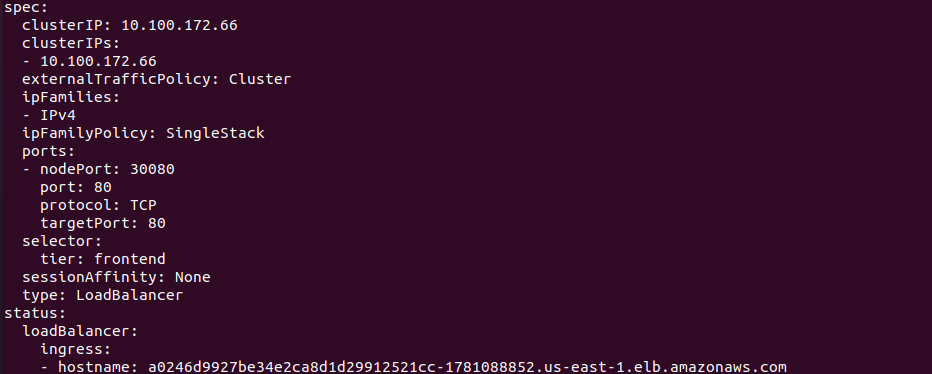 spec:
  clusterIP: 10.100.172.66
  clusterIPs:
  - 10.100.172.66
  externalTrafficPolicy: Cluster
  ipFamilies:
  - IPv4
  ipFamilyPolicy: SingleStack
  ports:
  - nodePort: 30080
    port: 80
    protocol: TCP
    targetPort: 80
  selector:
    tier: frontend
  sessionAffinity: None
  type: LoadBalancer
status:
  loadBalancer:
    ingress:
    - hostname: a0246d9927be34e2ca8d1d29912521cc-1781088852.us-east-1.elb.amazonaws.com